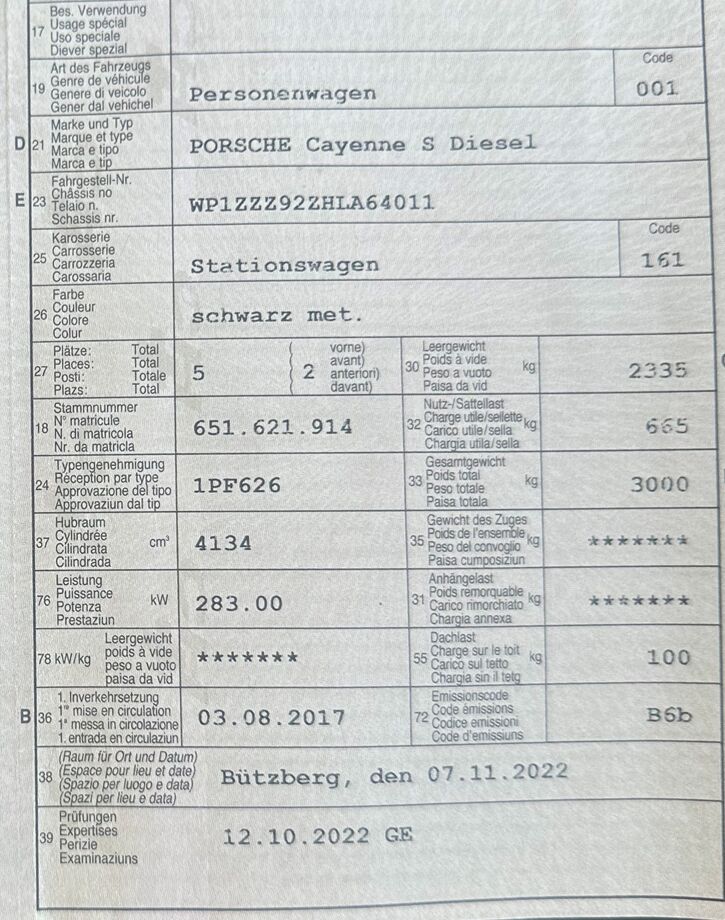 17 Bes. Verwendung
Usage spécial
Uso speciale
Diever spezial
19 Art des Fahrzeugs
Genre de véhicule
Genere di veicolo
Gener dal vehichel
Personenwagen
Code
001
D 21 Marke und Typ
Marque et type
Marca e tipo
Marca e tip
PORSCHE Cayenne S Diesel
E 23 Fahrgestell-Nr.
Châssis no
Telaio n.
Schassis nr.
WP1ZZZ92ZHLA64011
25 Karosserie
Carrosserie
Carrozzeria
Carossaria
Stationswagen
Code
161
26 Farbe
Couleur
Colore
Colur
schwarz met.
27 Plätze: Total
Places: Total
Posti: Totale
Plazs: Total
5
( vorne)
avant)
anteriori)
( davant)
2
30 Leergewicht
Poids à vide kg
Peso a vuoto
Paisa da vid
2335
18 Stammnummer
N° matricule
N. di matricola
Nr. da matricla
651.621.914
32 Nutz-/Sattellast
Charge utile/sellette kg
Carico utile/sella
Chargia utila/sella
665
24 Typengenehmigung
Réception par type
Approvazione del tipo
Approvaziun dal tip
1PF626
33 Gesamtgewicht
Poids total kg
Peso totale
Paisa totala
3000
37 Hubraum
Cylindrée cm³
Cilindrata
Cilindrada
4134
35 Gewicht des Zuges
Poids de l'ensemble kg
Peso del convoglio
Paisa cumposiziun
*******
76 Leistung
Puissance kW
Potenza
Prestaziun
283.00
31 Anhängelast
Poids remorquable kg
Carico rimorchiato
Chargia annexa
*******
78 kW/kg Leergewicht
poids à vide
peso a vuoto
paisa da vid
*******
55 Dachlast
Charge sur le toit kg
Carico sul tetto
Chargia sin il tetg
100
B 36 1. Inverkehrsetzung
1re mise en circulation
1a messa in circolazione
1. entrada en circulaziun
03.08.2017
72 Emissionscode
Code émissions
Codice emissioni
Code d'emissiuns
B6b
38 (Raum für Ort und Datum)
(Espace pour lieu et date)
(Spazio per luogo e data)
(Spazi per lieu e data)
Bützberg, den 07.11.2022
39 Prüfungen
Expertises
Perizie
Examinaziuns
12.10.2022 GE